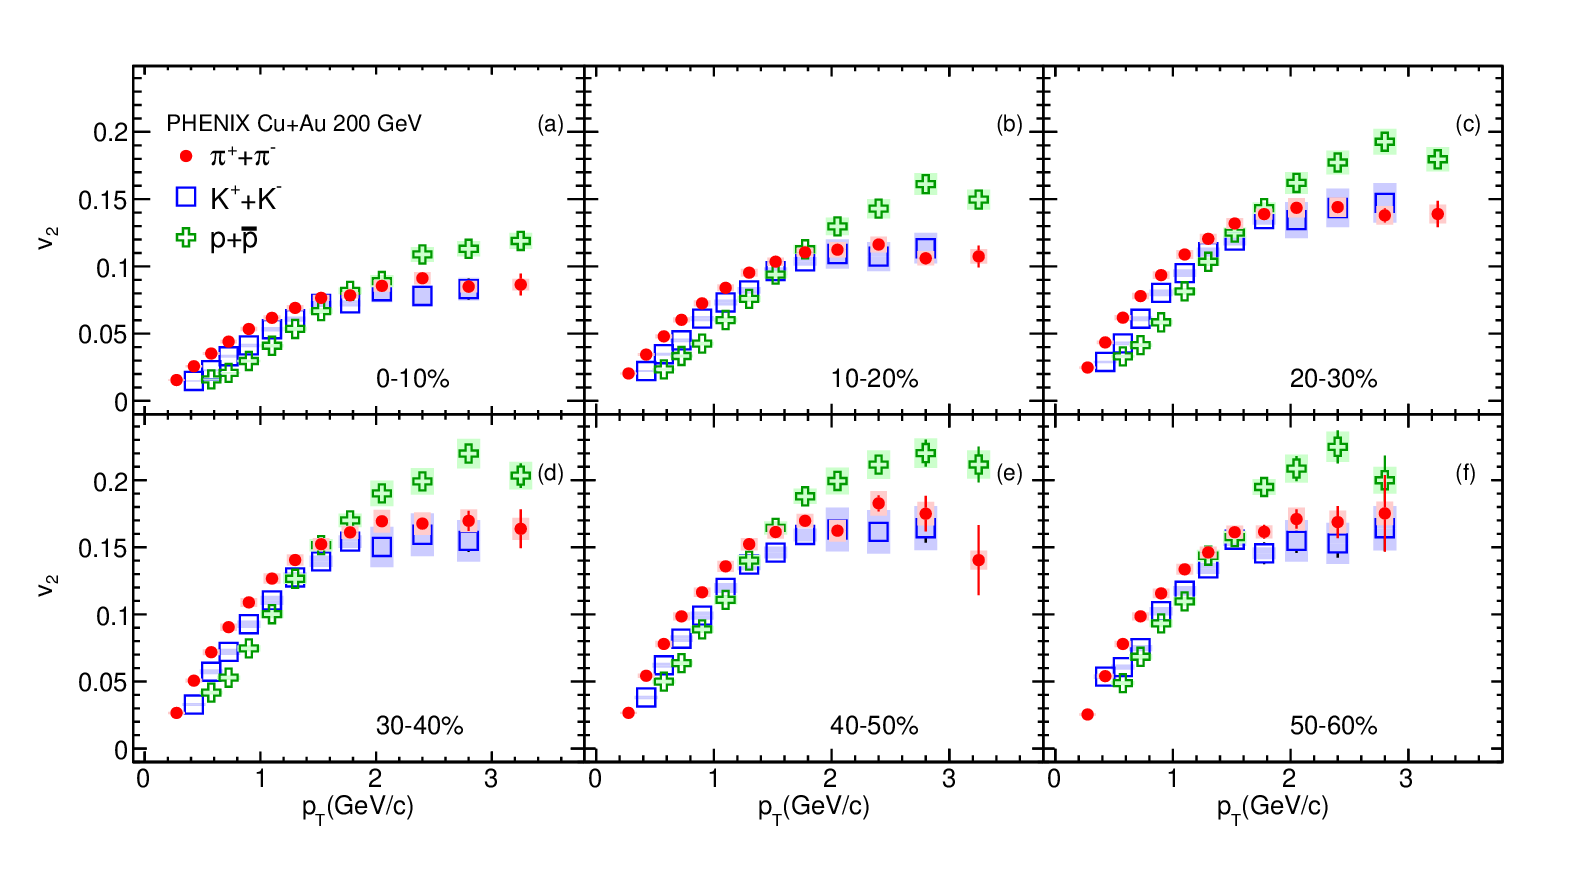 PHENIX Cu+Au 200 GeV
π⁺+π⁻
K⁺+K⁻
p+p̅
(a)
(b)
(c)
v₂
0.2
0.15
0.1
0.05
0
0-10%
10-20%
20-30%
(d)
(e)
(f)
v₂
0.2
0.15
0.1
0.05
0
30-40%
40-50%
50-60%
0 1 2 3 0 1 2 3 0 1 2 3
p_T(GeV/c) p_T(GeV/c) p_T(GeV/c)